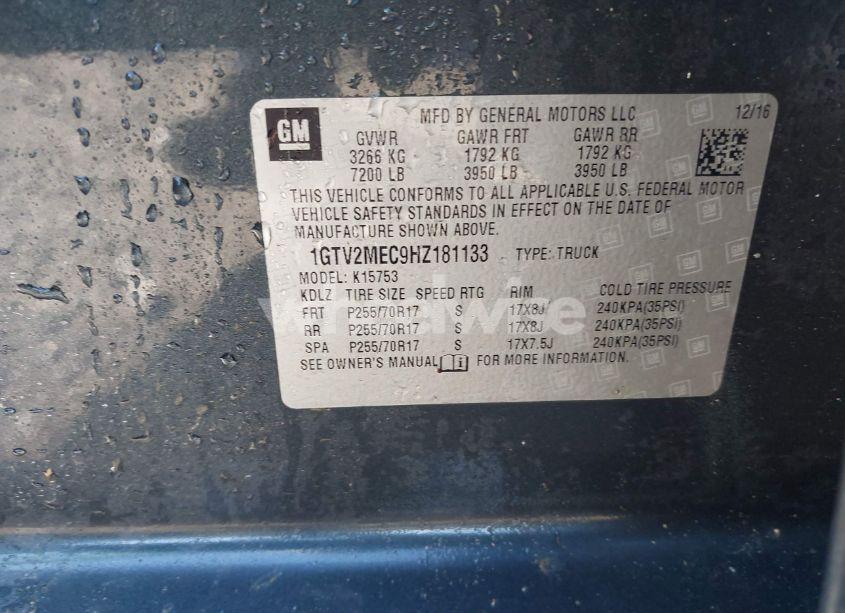 GM
MFD BY GENERAL MOTORS LLC 12/16
GVWR GAWR FRT GAWR RR
3266 KG 1792 KG 1792 KG
7200 LB 3950 LB 3950 LB
THIS VEHICLE CONFORMS TO ALL APPLICABLE U.S. FEDERAL MOTOR
VEHICLE SAFETY STANDARDS IN EFFECT ON THE DATE OF
MANUFACTURE SHOWN ABOVE.
1GTV2MEC9HZ181133 TYPE: TRUCK
MODEL: K15753
KDLZ TIRE SIZE SPEED RTG RIM COLD TIRE PRESSURE
FRT P255/70R17 S 17X8J 240KPA(35PSI)
RR P255/70R17 S 17X8J 240KPA(35PSI)
SPA P255/70R17 S 17X7.5J 240KPA(35PSI)
SEE OWNER'S MANUAL FOR MORE INFORMATION.